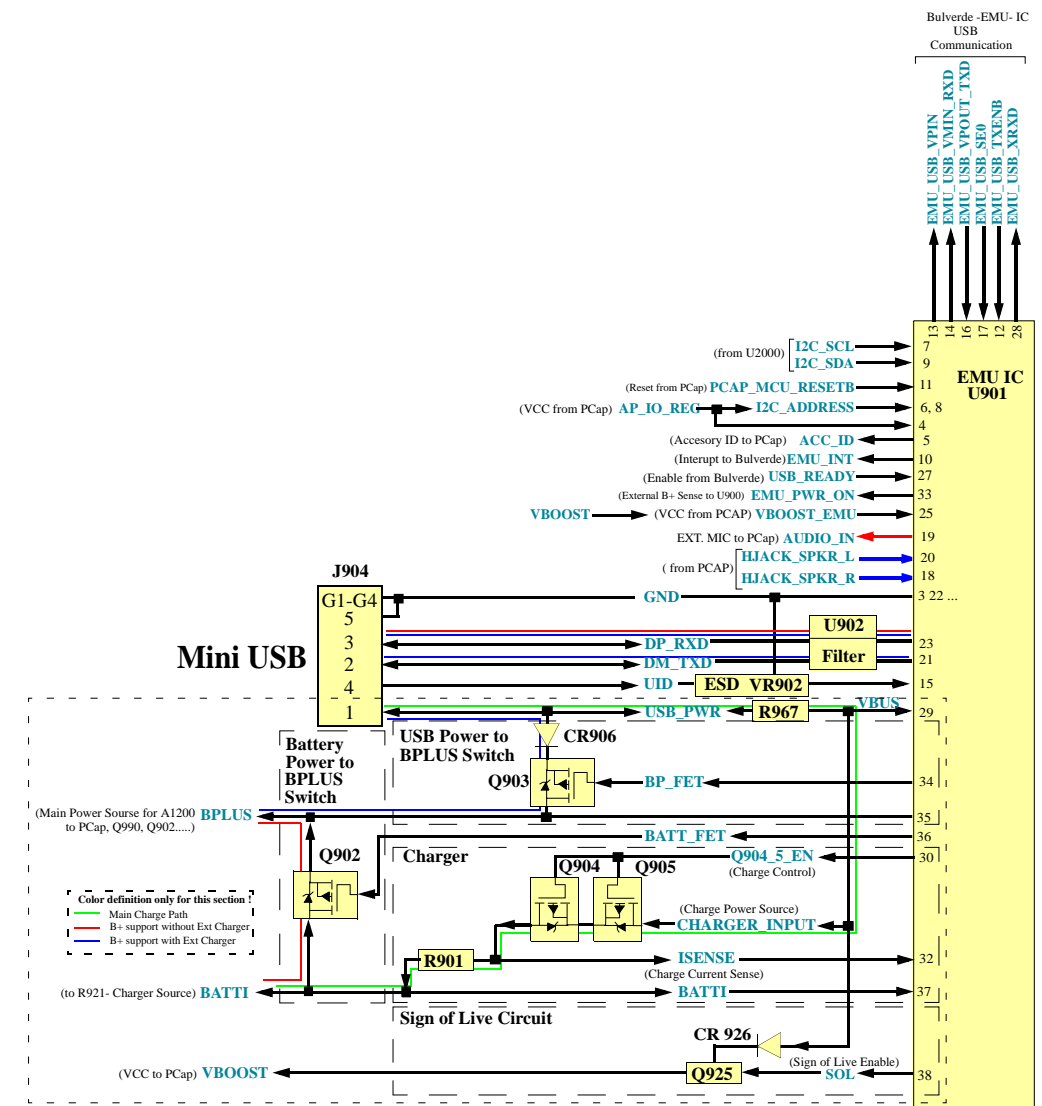 Bulverde -EMU- IC
USB
Communication
EMU_USB_VPIN
EMU_USB_VMIN_RXD
EMU_USB_VPOUT_TXD
EMU_USB_SE0
EMU_USB_TXENB
EMU_USB_XRXD
13 14 16 17 12 28
EMU IC
U901
(from U2000) I2C_SCL 7
I2C_SDA 9
(Reset from PCap) PCAP_MCU_RESETB 11
(VCC from PCap) AP_IO_REG I2C_ADDRESS 6, 8
4
(Accesory ID to PCap) ACC_ID 5
(Interupt to Bulverde) EMU_INT 10
(Enable from Bulverde) USB_READY 27
(External B+ Sense to U900) EMU_PWR_ON 33
VBOOST (VCC from PCAP) VBOOST_EMU 25
EXT. MIC to PCap) AUDIO_IN 19
( from PCAP) HJACK_SPKR_L 20
HJACK_SPKR_R 18
J904
G1-G4 GND 3 22 ...
5
U902
3 DP_RXD 23
Mini USB
2 DM_TXD Filter 21
4 UID ESD VR902 15
VBUS
1 USB_PWR R967 29
USB Power to
BPLUS Switch
CR906
Battery
Power to
BPLUS
Switch
Q903 BP_FET 34
(Main Power Sourse for A1200
to PCap, Q990, Q902.....) BPLUS 35
BATT_FET 36
Q902
Charger
Q904 Q905 Q904_5_EN 30
(Charge Control)
Color definition only for this section !
Main Charge Path
B+ support without Ext Charger
B+ support with Ext Charger
(Charge Power Source)
CHARGER_INPUT
R901 ISENSE 32
(Charge Current Sense)
(to R921- Charger Source) BATTI BATTI 37
Sign of Live Circuit
CR 926
(Sign of Live Enable)
(VCC to PCap) VBOOST Q925 SOL 38